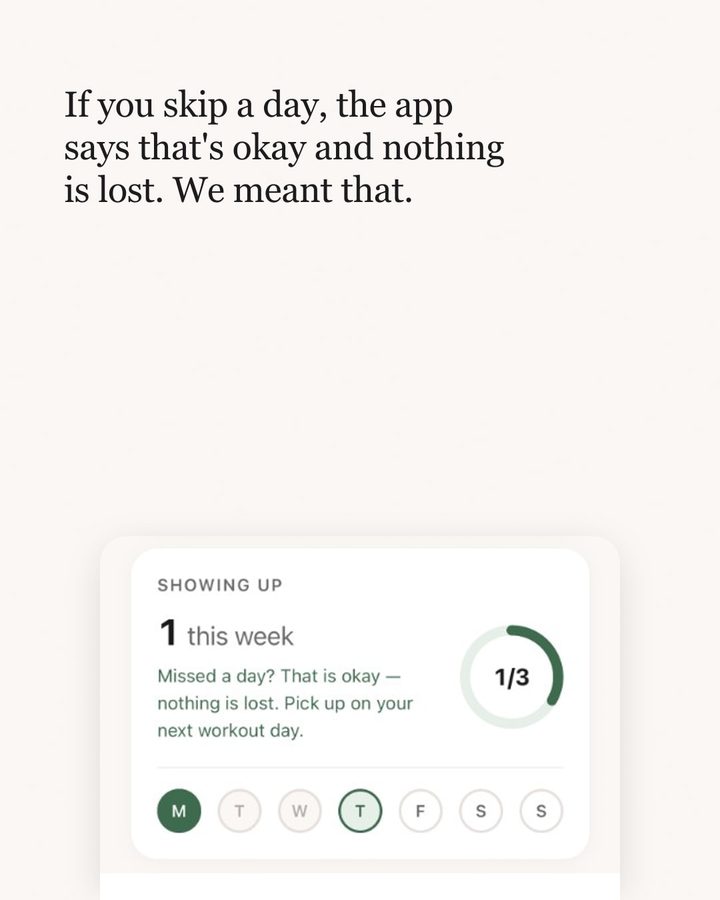 If you skip a day, the app
says that's okay and nothing
is lost. We meant that.
SHOWING UP
1 this week
Missed a day? That is okay —
nothing is lost. Pick up on your
next workout day.
1/3
M T W T F S S